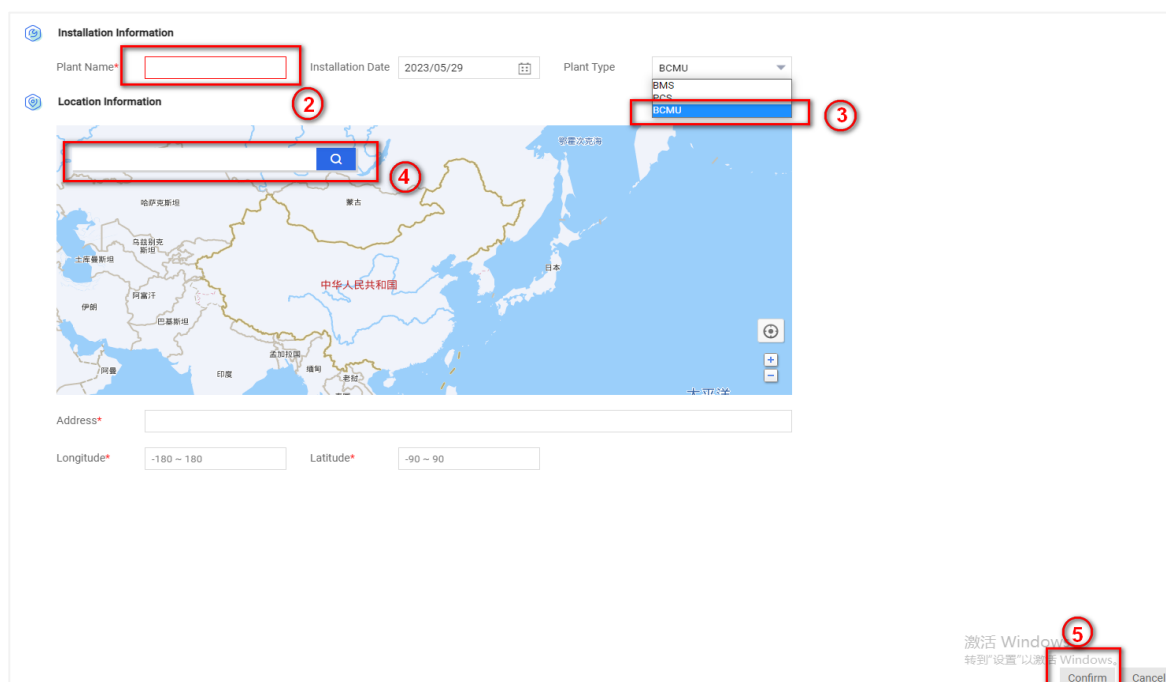 Installation Information
Plant Name* Installation Date 2023/05/29 Plant Type BCMU
BMS
PCS
BCMU
Location Information
2
3
4
鄂霍次克海
哈萨克斯坦
蒙古
乌兹别克
斯坦
土库曼斯坦
日本
中华人民共和国
伊朗
阿富汗
巴基斯坦
孟加拉国
阿曼
印度
缅甸
老挝
太平洋
+
−
Address*
Longitude* -180 ~ 180 Latitude* -90 ~ 90
5
激活 Windows
转到"设置"以激活 Windows。
Confirm Cancel